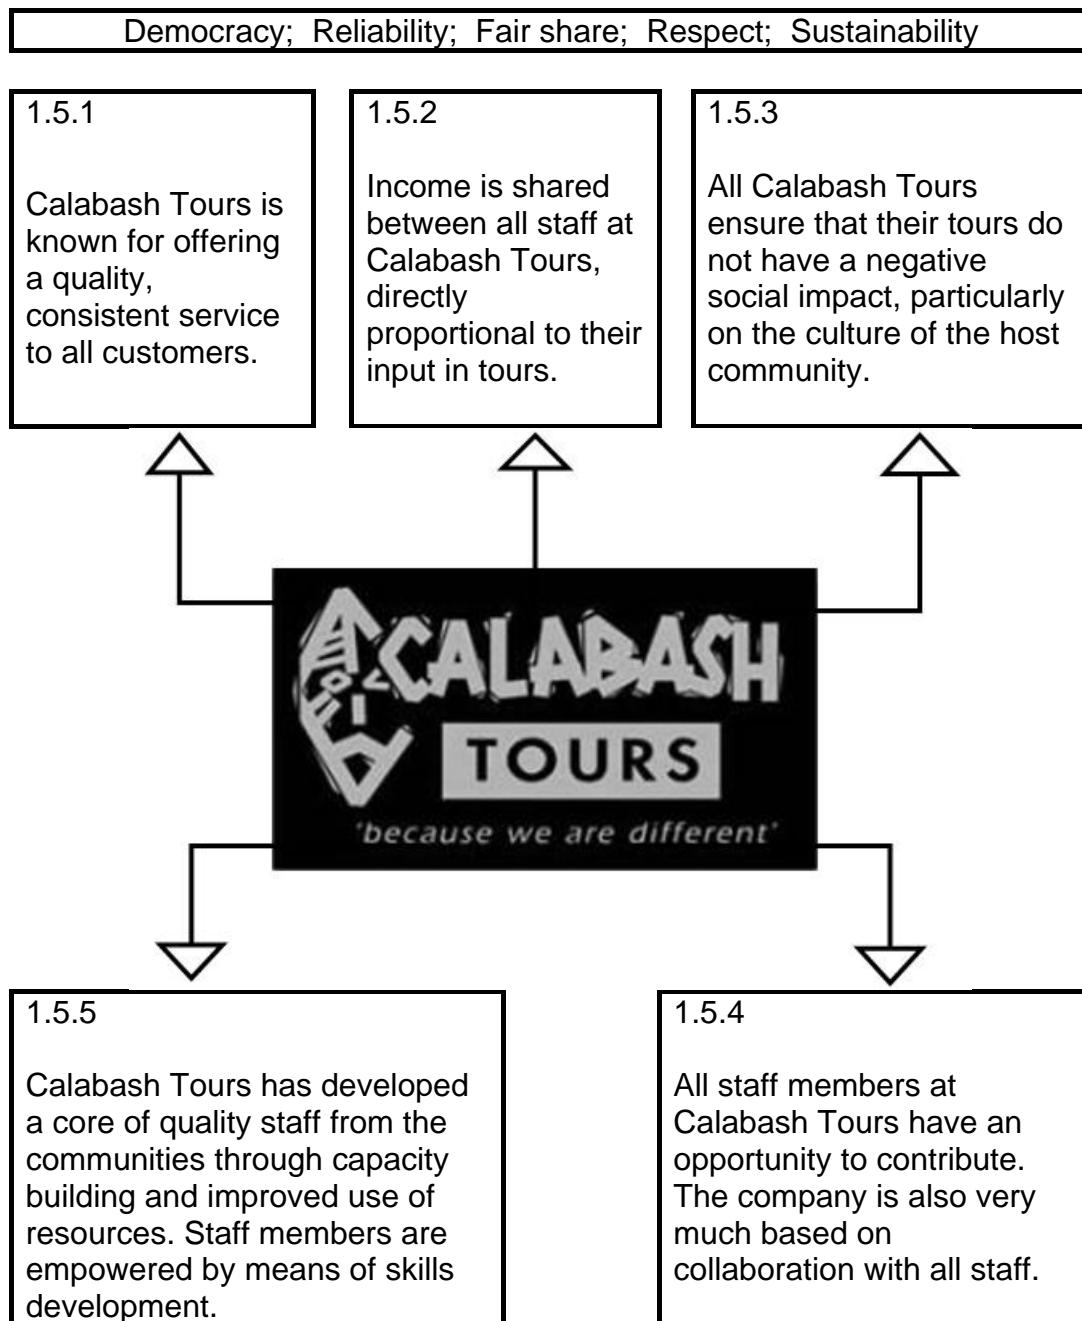 Democracy; Reliability; Fair share; Respect; Sustainability
1.5.1
Calabash Tours is
known for offering
a quality,
consistent service
to all customers.
1.5.2
Income is shared
between all staff at
Calabash Tours,
directly
proportional to their
input in tours.
1.5.3
All Calabash Tours
ensure that their tours do
not have a negative
social impact, particularly
on the culture of the host
community.
CALABASH
TOURS
'because we are different'
1.5.5
Calabash Tours has developed
a core of quality staff from the
communities through capacity
building and improved use of
resources. Staff members are
empowered by means of skills
development.
1.5.4
All staff members at
Calabash Tours have an
opportunity to contribute.
The company is also very
much based on
collaboration with all staff.